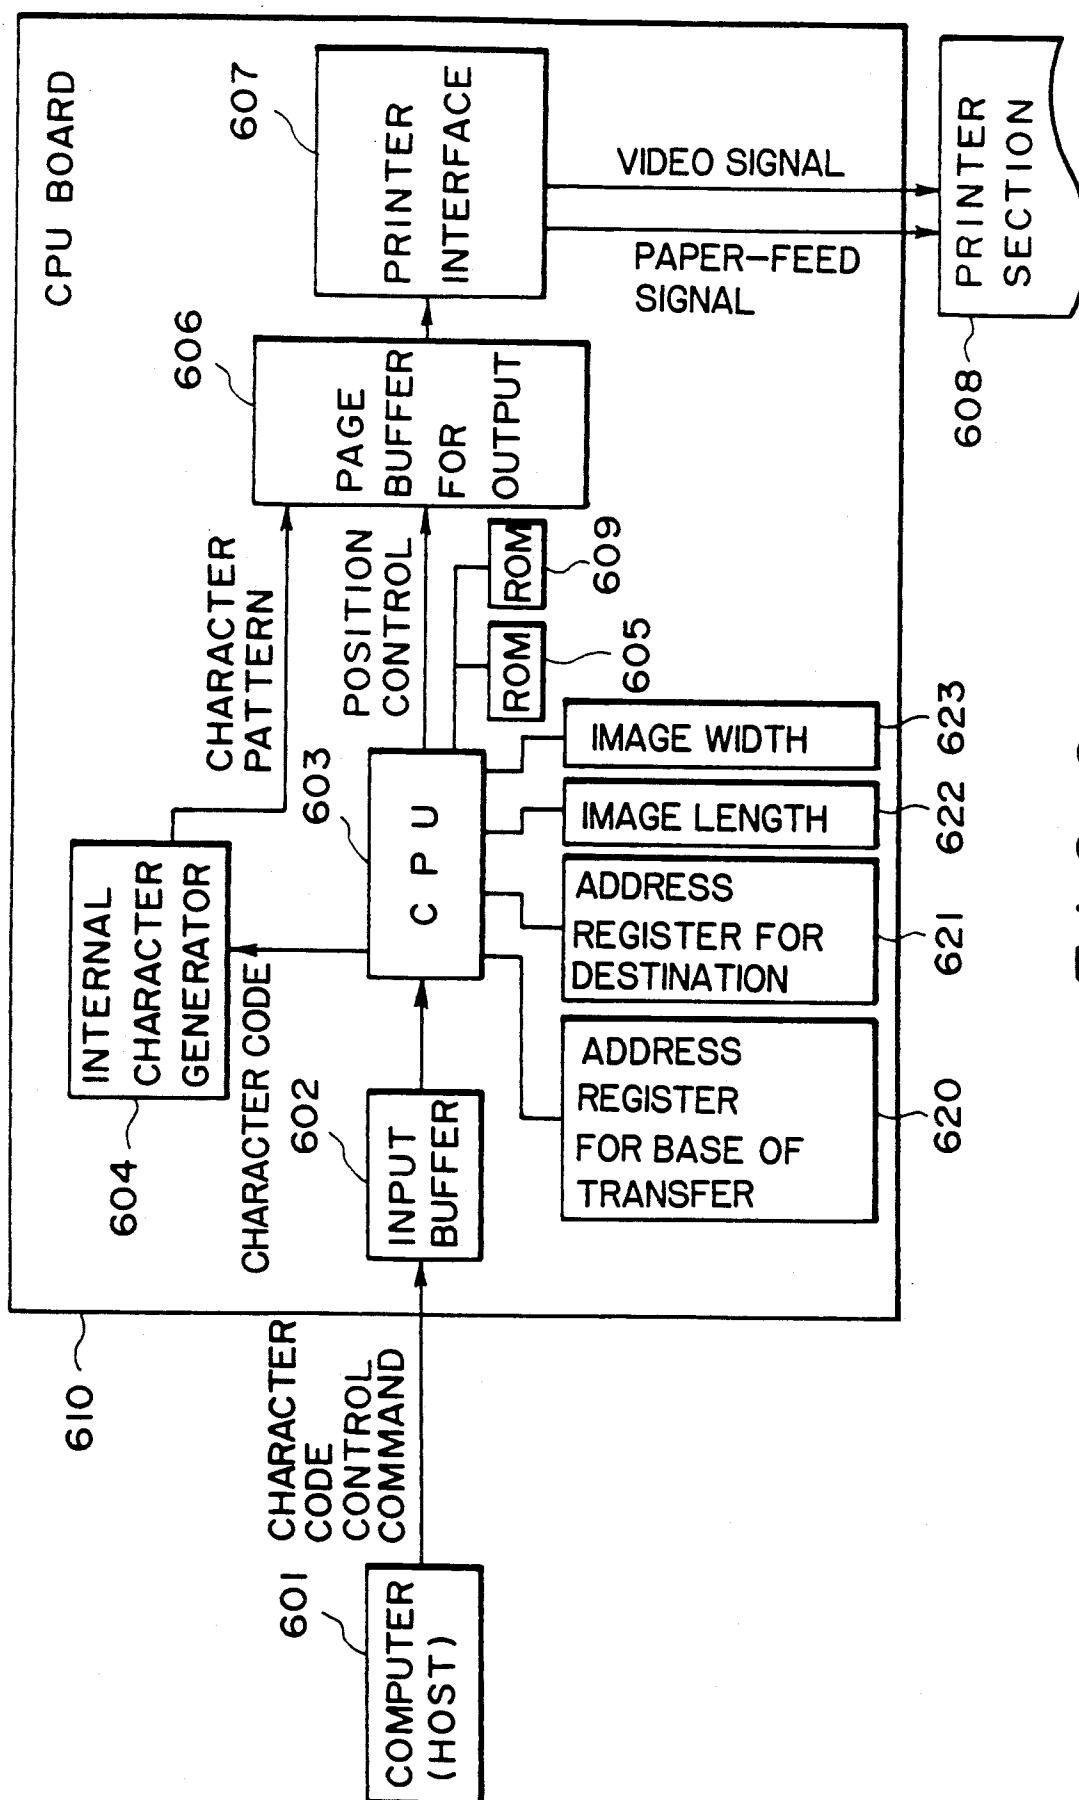 CPU BOARD
610
COMPUTER
(HOST)
601
CHARACTER
CODE
CONTROL
COMMAND
INPUT
BUFFER
602
CPU
603
CHARACTER CODE
INTERNAL
CHARACTER
GENERATOR
604
CHARACTER
PATTERN
POSITION
CONTROL
ROM
605
ROM
609
PAGE
BUFFER
FOR
OUTPUT
606
PRINTER
INTERFACE
607
VIDEO SIGNAL
PAPER-FEED
SIGNAL
PRINTER
SECTION
608
ADDRESS
REGISTER
FOR BASE OF
TRANSFER
620
ADDRESS
REGISTER FOR
DESTINATION
621
IMAGE LENGTH
622
IMAGE WIDTH
623